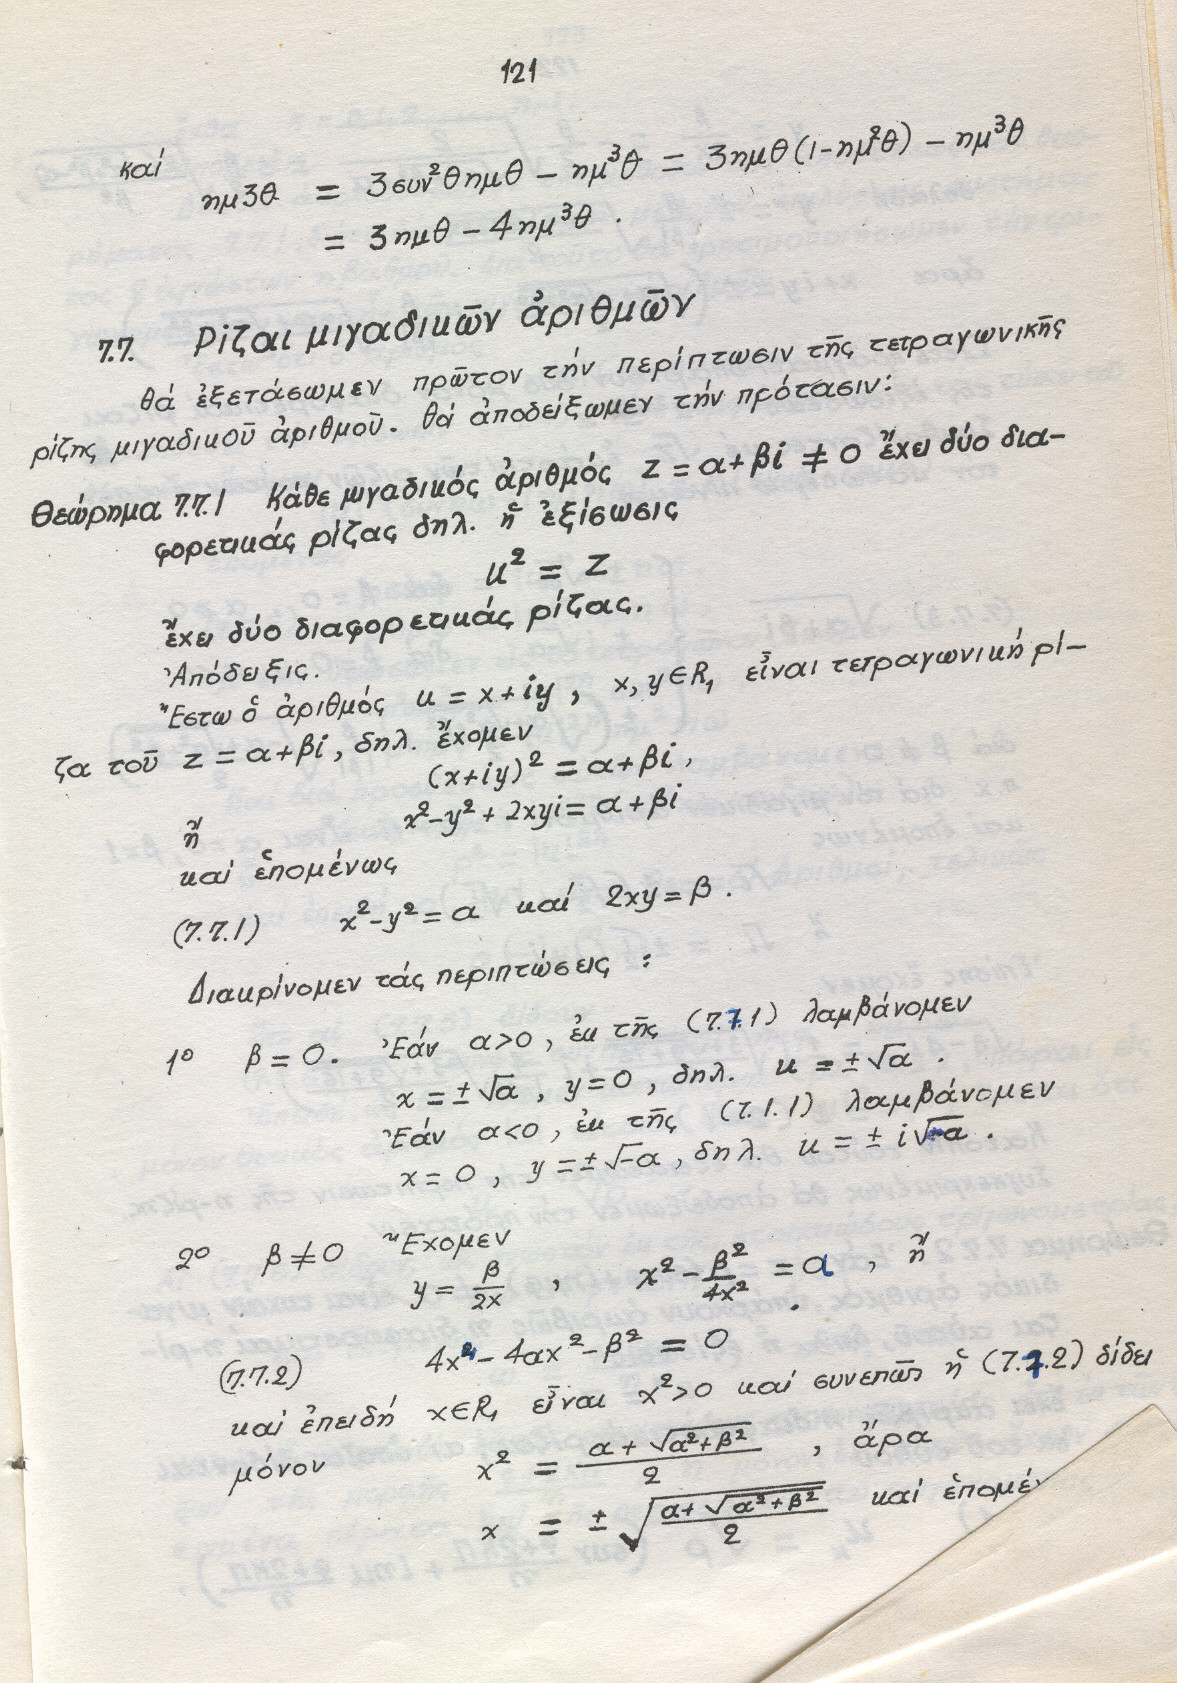 121
καί
ημ3θ = 3συν²θημθ − ημ³θ = 3ημθ(1-ημ²θ) − ημ³θ
= 3ημθ − 4ημ³θ.
7.7. Ρίζαι μιγαδικῶν ἀριθμῶν
θά ἐξετάσωμεν πρῶτον τήν περίπτωσιν τῆς τετραγωνικῆς
ρίζης μιγαδικοῦ ἀριθμοῦ. θά ἀποδείξωμεν τήν πρότασιν:
Θεώρημα 7.7.1 Κάθε μιγαδικός ἀριθμός z = α+βi ≠ 0 ἔχει δύο δια-
φορετικάς ρίζας δηλ. ἡ ἐξίσωσις
u² = z
ἔχει δύο διαφορετικάς ρίζας.
Ἀπόδειξις.
Ἔστω ὁ ἀριθμός u = x+iy, x, y∈R₁ εἶναι τετραγωνική ρί-
ζα τοῦ z = α+βi, δηλ. ἔχομεν
(x+iy)² = α+βi,
ἤ x²-y²+2xyi = α+βi
καί ἑπομένως
(7.7.1) x²-y² = α καί 2xy = β.
Διακρίνομεν τάς περιπτώσεις :
1º β = 0. Ἐάν α>0, ἐκ τῆς (7.7.1) λαμβάνομεν
x = ±√α, y = 0, δηλ. u = ±√α.
Ἐάν α<0, ἐκ τῆς (7.1.1) λαμβάνομεν
x = 0, y = ±√-α, δηλ. u = ± i√-α.
2º β ≠ 0 Ἔχομεν
y = β/2x, x² − β²/4x² = α, ἤ
(7.7.2) 4x⁴ − 4αx² − β² = 0.
καί ἐπειδή x∈R₁ εἶναι x²>0 καί συνεπῶς ἡ (7.7.2) δίδει
μόνον x² = (α + √(α²+β²))/2, ἄρα
x = ±√((α+√(α²+β²))/2) καί